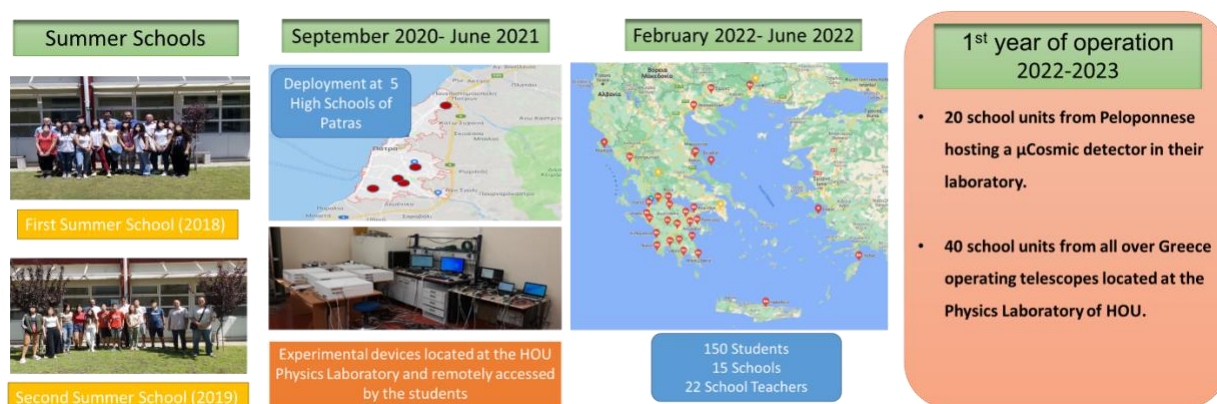 Summer Schools
First Summer School (2018)
Second Summer School (2019)
September 2020- June 2021
Deployment at 5
High Schools of
Patras
Πάτρα
Experimental devices located at the HOU
Physics Laboratory and remotely accessed
by the students
February 2022- June 2022
150 Students
15 Schools
22 School Teachers
1st year of operation
2022-2023
• 20 school units from Peloponnese
hosting a μCosmic detector in their
laboratory.
• 40 school units from all over Greece
operating telescopes located at the
Physics Laboratory of HOU.